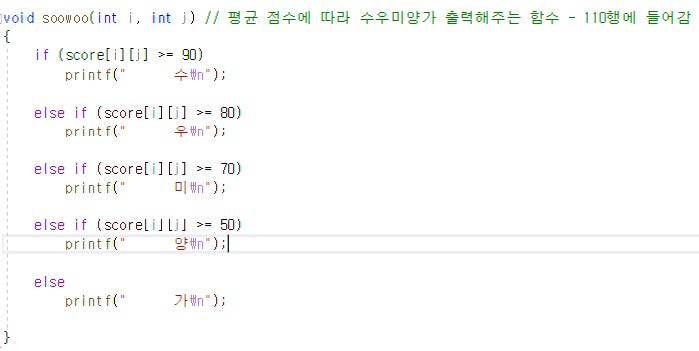 void soowoo(int i, int j) // 평균 점수에 따라 수우미양가 출력해주는 함수 - 110행에 들어감
{
if (score[i][j] >= 90)
printf("      수₩n");
else if (score[i][j] >= 80)
printf("      우₩n");
else if (score[i][j] >= 70)
printf("      미₩n");
else if (score[i][j] >= 50)
printf("      양₩n");
else
printf("      가₩n");
}